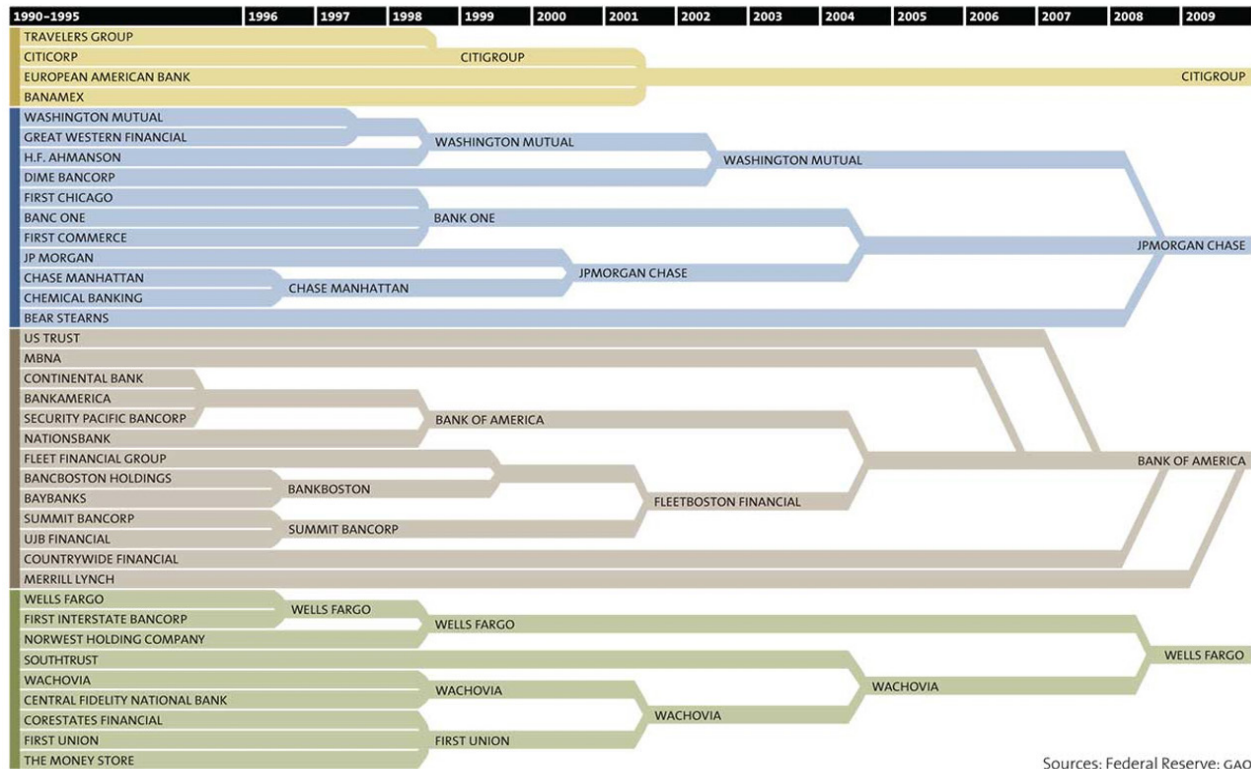 1990–1995 1996 1997 1998 1999 2000 2001 2002 2003 2004 2005 2006 2007 2008 2009
TRAVELERS GROUP
CITICORP CITIGROUP
EUROPEAN AMERICAN BANK CITIGROUP
BANAMEX
WASHINGTON MUTUAL
GREAT WESTERN FINANCIAL WASHINGTON MUTUAL
H.F. AHMANSON WASHINGTON MUTUAL
DIME BANCORP
FIRST CHICAGO
BANC ONE BANK ONE
FIRST COMMERCE JPMORGAN CHASE
JP MORGAN
CHASE MANHATTAN JPMORGAN CHASE
CHASE MANHATTAN
CHEMICAL BANKING
BEAR STEARNS
US TRUST
MBNA
CONTINENTAL BANK
BANKAMERICA
SECURITY PACIFIC BANCORP BANK OF AMERICA
NATIONSBANK
FLEET FINANCIAL GROUP BANK OF AMERICA
BANCBOSTON HOLDINGS
BANKBOSTON
BAYBANKS FLEETBOSTON FINANCIAL
SUMMIT BANCORP
SUMMIT BANCORP
UJB FINANCIAL
COUNTRYWIDE FINANCIAL
MERRILL LYNCH
WELLS FARGO
WELLS FARGO
FIRST INTERSTATE BANCORP WELLS FARGO
NORWEST HOLDING COMPANY
SOUTHTRUST WELLS FARGO
WACHOVIA WACHOVIA
WACHOVIA
CENTRAL FIDELITY NATIONAL BANK
CORESTATES FINANCIAL WACHOVIA
FIRST UNION FIRST UNION
THE MONEY STORE
Sources: Federal Reserve; GAO